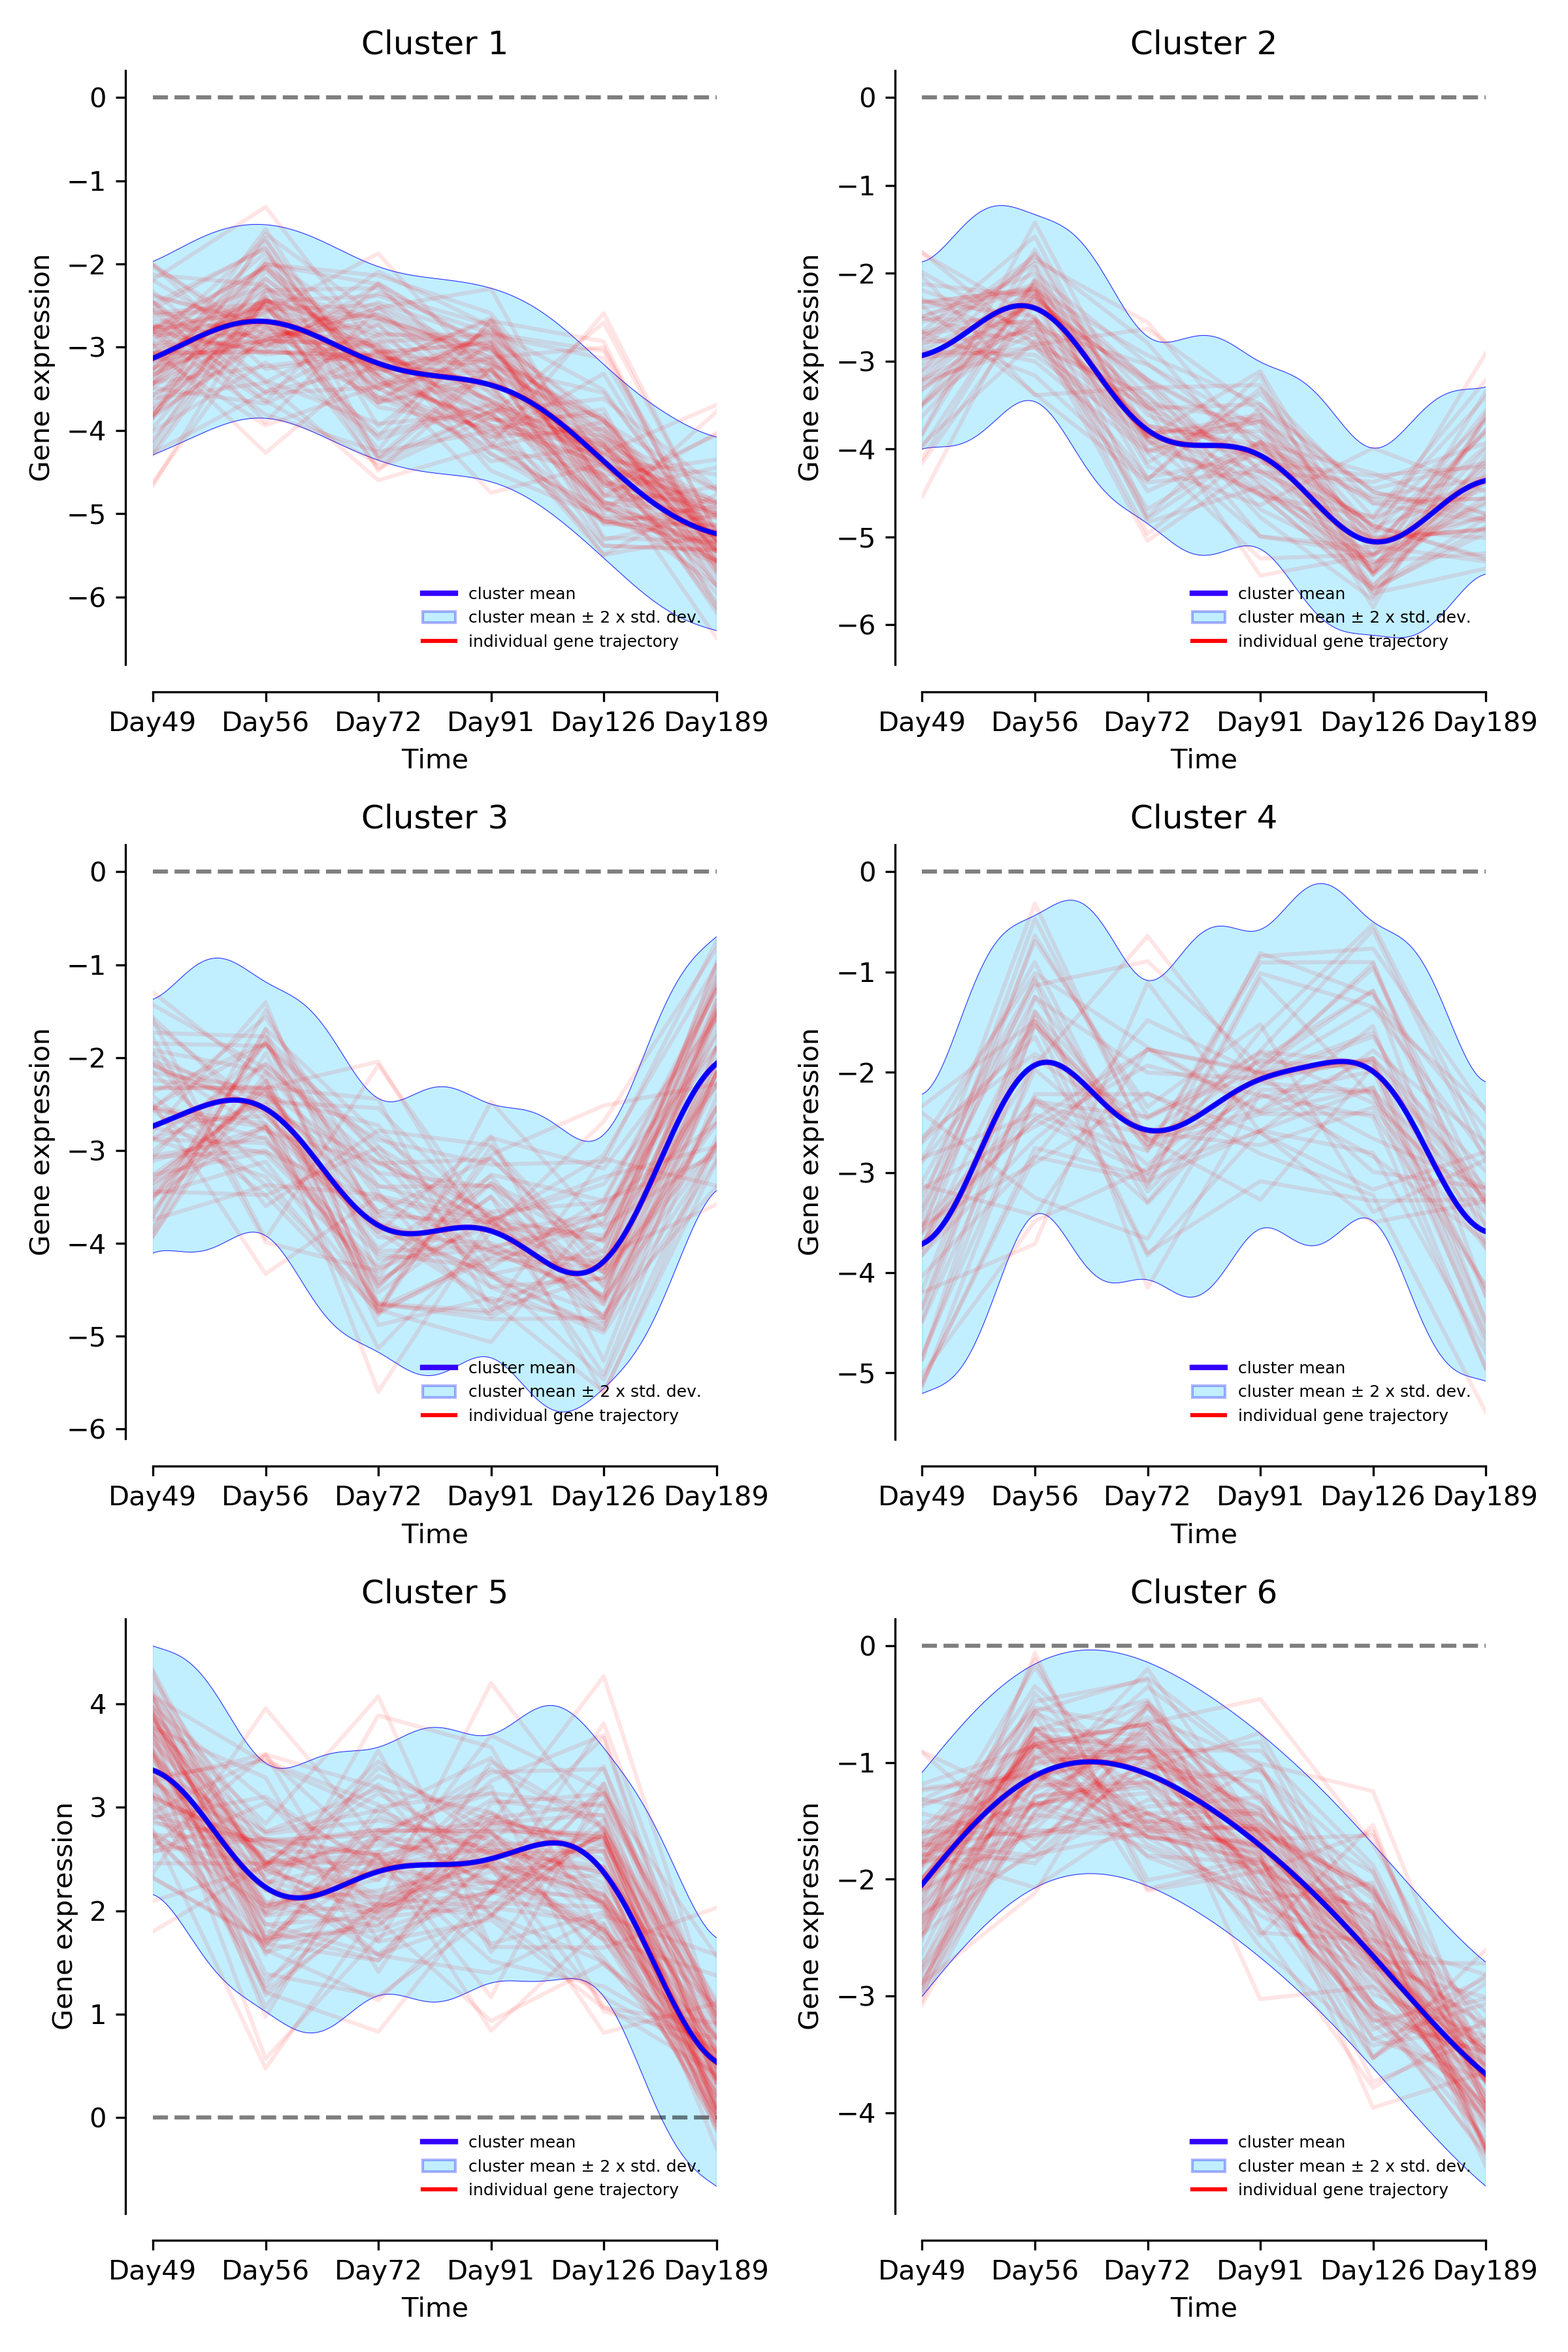 Cluster 1
0
−1
−2
−3
−4
−5
−6
Gene expression
cluster mean
cluster mean ± 2 x std. dev.
individual gene trajectory
Day49 Day56 Day72 Day91 Day126 Day189
Time
Cluster 2
0
−1
−2
−3
−4
−5
−6
Gene expression
cluster mean
cluster mean ± 2 x std. dev.
individual gene trajectory
Day49 Day56 Day72 Day91 Day126 Day189
Time
Cluster 3
0
−1
−2
−3
−4
−5
−6
Gene expression
cluster mean
cluster mean ± 2 x std. dev.
individual gene trajectory
Day49 Day56 Day72 Day91 Day126 Day189
Time
Cluster 4
0
−1
−2
−3
−4
−5
Gene expression
cluster mean
cluster mean ± 2 x std. dev.
individual gene trajectory
Day49 Day56 Day72 Day91 Day126 Day189
Time
Cluster 5
4
3
2
1
0
Gene expression
cluster mean
cluster mean ± 2 x std. dev.
individual gene trajectory
Day49 Day56 Day72 Day91 Day126 Day189
Time
Cluster 6
0
−1
−2
−3
−4
Gene expression
cluster mean
cluster mean ± 2 x std. dev.
individual gene trajectory
Day49 Day56 Day72 Day91 Day126 Day189
Time